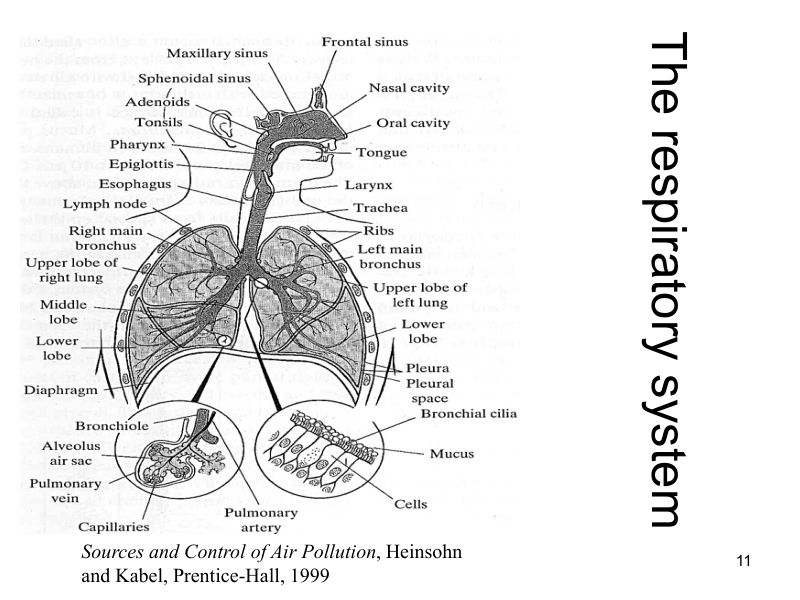 The respiratory system
Frontal sinus
Maxillary sinus
Sphenoidal sinus
Nasal cavity
Adenoids
Oral cavity
Tonsils
Pharynx
Tongue
Epiglottis
Esophagus
Larynx
Lymph node
Trachea
Right main
bronchus
Ribs
Left main
bronchus
Upper lobe of
right lung
Upper lobe of
left lung
Middle
lobe
Lower
lobe
Lower
lobe
Pleura
Pleural
space
Diaphragm
Bronchial cilia
Bronchiole
Alveolus
air sac
Mucus
Pulmonary
vein
Cells
Capillaries
Pulmonary
artery
Sources and Control of Air Pollution, Heinsohn
and Kabel, Prentice-Hall, 1999
11